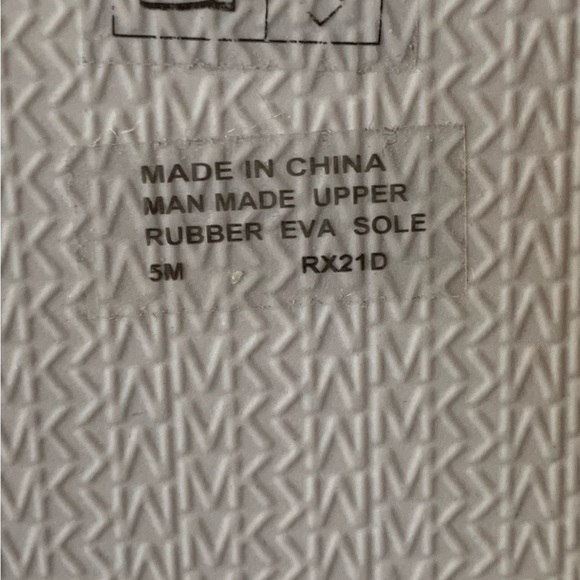 MADE IN CHINA
MAN MADE UPPER
RUBBER EVA SOLE
5M RX21D